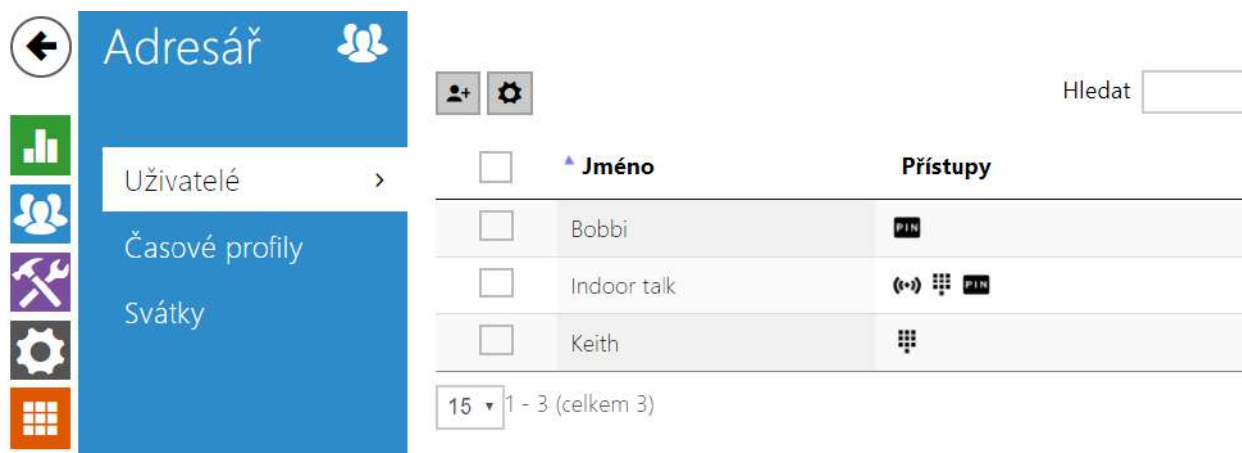 Adresář
Hledat
Jméno Přístupy
Uživatelé
Bobbi PIN
Časové profily
Indoor talk PIN
Svátky
Keith
15 1 - 3 (celkem 3)